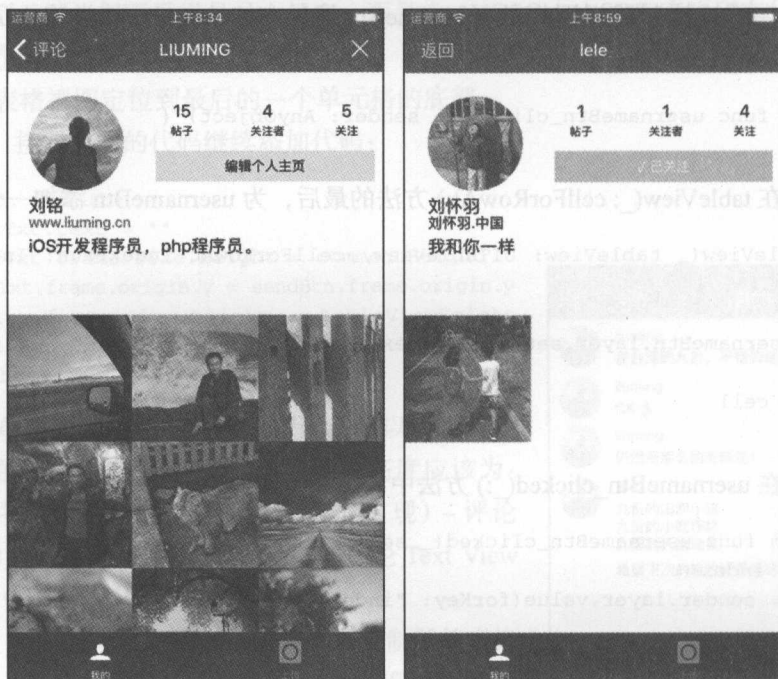 运营商 上午8:34
评论 LIUMING
15 4 5
帖子 关注者 关注
编辑个人主页
刘铭
www.liuming.cn
iOS开发程序员，php程序员。
我的
运营商 上午8:59
返回 lele
1 1 4
帖子 关注者 关注
√已关注
刘怀羽
刘怀羽.中国
我和你一样
我的